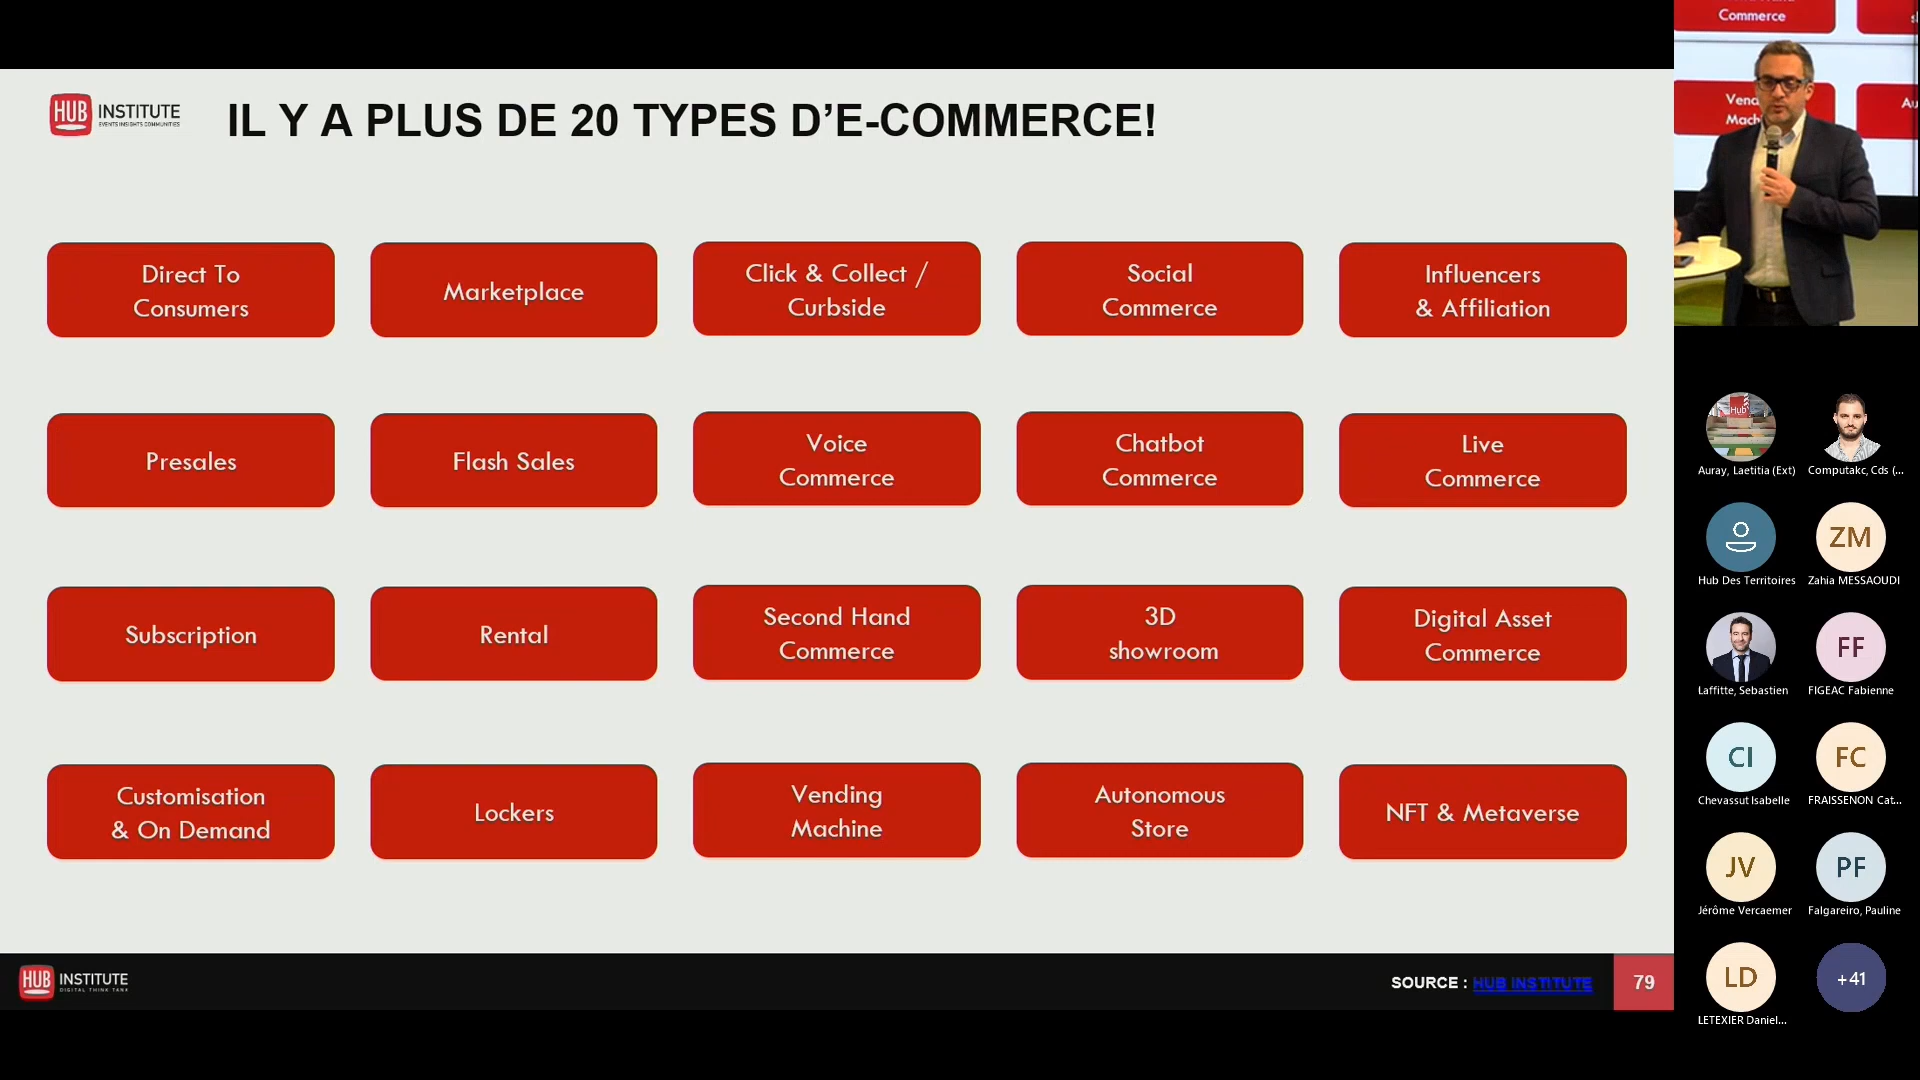 HUB INSTITUTE
EVENTS INSIGHTS COMMUNITIES
IL Y A PLUS DE 20 TYPES D’E-COMMERCE!
Direct To
Consumers
Marketplace
Click & Collect /
Curbside
Social
Commerce
Influencers
& Affiliation
Presales
Flash Sales
Voice
Commerce
Chatbot
Commerce
Live
Commerce
Subscription
Rental
Second Hand
Commerce
3D
showroom
Digital Asset
Commerce
Customisation
& On Demand
Lockers
Vending
Machine
Autonomous
Store
NFT & Metaverse
HUB INSTITUTE
DIGITAL THINK TANK
SOURCE : HUB INSTITUTE
79
Commerce
Vend
Mach
Au
Hub
Auray, Laetitia (Ext)
Computakc, Cds (...
Hub Des Territoires
ZM
Zahia MESSAOUDI
Laffitte, Sebastien
FF
FIGEAC Fabienne
CI
Chevassut Isabelle
FC
FRAISSENON Cat...
JV
Jérôme Vercaemer
PF
Falgareiro, Pauline
LD
LETEXIER Daniel...
+41